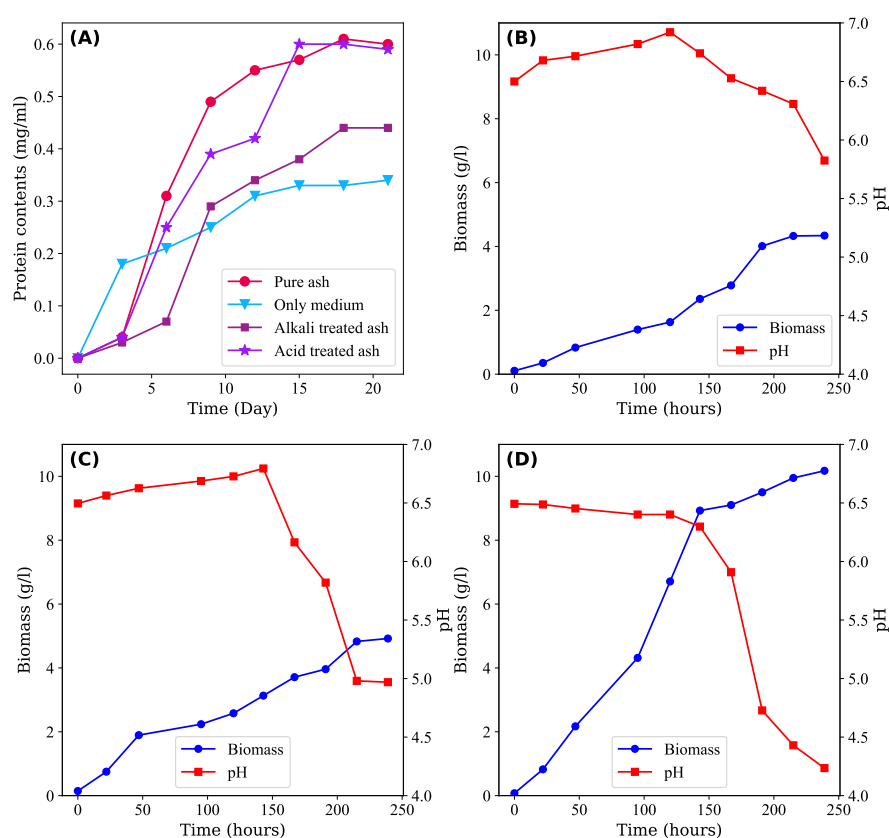 (A)
0.6
0.5
0.4
0.3
0.2
0.1
0.0
Protein contents (mg/ml)
Pure ash
Only medium
Alkali treated ash
Acid treated ash
0 5 10 15 20
Time (Day)
(B)
10
8
6
4
2
0
Biomass (g/l)
7.0
6.5
6.0
5.5
5.0
4.5
4.0
pH
Biomass
pH
0 50 100 150 200 250
Time (hours)
(C)
10
8
6
4
2
0
Biomass (g/l)
7.0
6.5
6.0
5.5
5.0
4.5
4.0
pH
Biomass
pH
0 50 100 150 200 250
Time (hours)
(D)
10
8
6
4
2
0
Biomass (g/l)
7.0
6.5
6.0
5.5
5.0
4.5
4.0
pH
Biomass
pH
0 50 100 150 200 250
Time (hours)